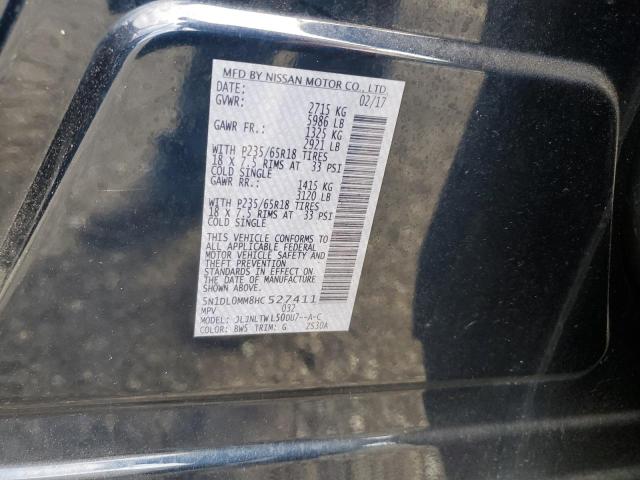 MFD BY NISSAN MOTOR CO., LTD
DATE: 02/17
GVWR: 2715 KG
5986 LB
GAWR FR.: 1325 KG
2921 LB
WITH P235/65R18 TIRES
18 X 7.5 RIMS AT 33 PSI
COLD SINGLE
GAWR RR.: 1415 KG
3120 LB
WITH P235/65R18 TIRES
18 X 7.5 RIMS AT 33 PSI
COLD SINGLE
THIS VEHICLE CONFORMS TO
ALL APPLICABLE FEDERAL
MOTOR VEHICLE SAFETY AND
THEFT PREVENTION
STANDARDS IN EFFECT ON
THE DATE OF MANUFACTURE
SHOWN ABOVE.
5N1DL0MM8HC 527411
MPV 032
MODEL: JLJNLTWL50OU7--A-C
COLOR: BW5 TRIM: G 2S30A